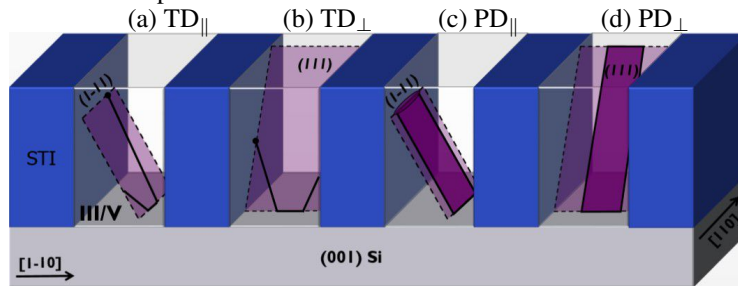 (a) TD∥ (b) TD⊥ (c) PD∥ (d) PD⊥
(1-11) (111) (1-11) (111)
STI
III/V
[1-10] (001) Si [110]